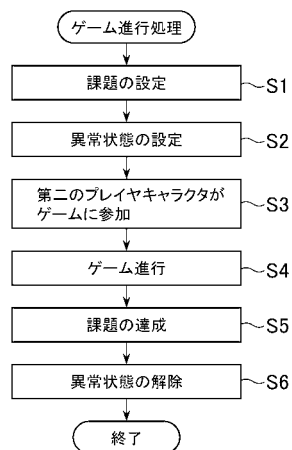 ゲーム進行処理
課題の設定
S1
異常状態の設定
S2
第二のプレイヤキャラクタが
ゲームに参加
S3
ゲーム進行
S4
課題の達成
S5
異常状態の解除
S6
終了